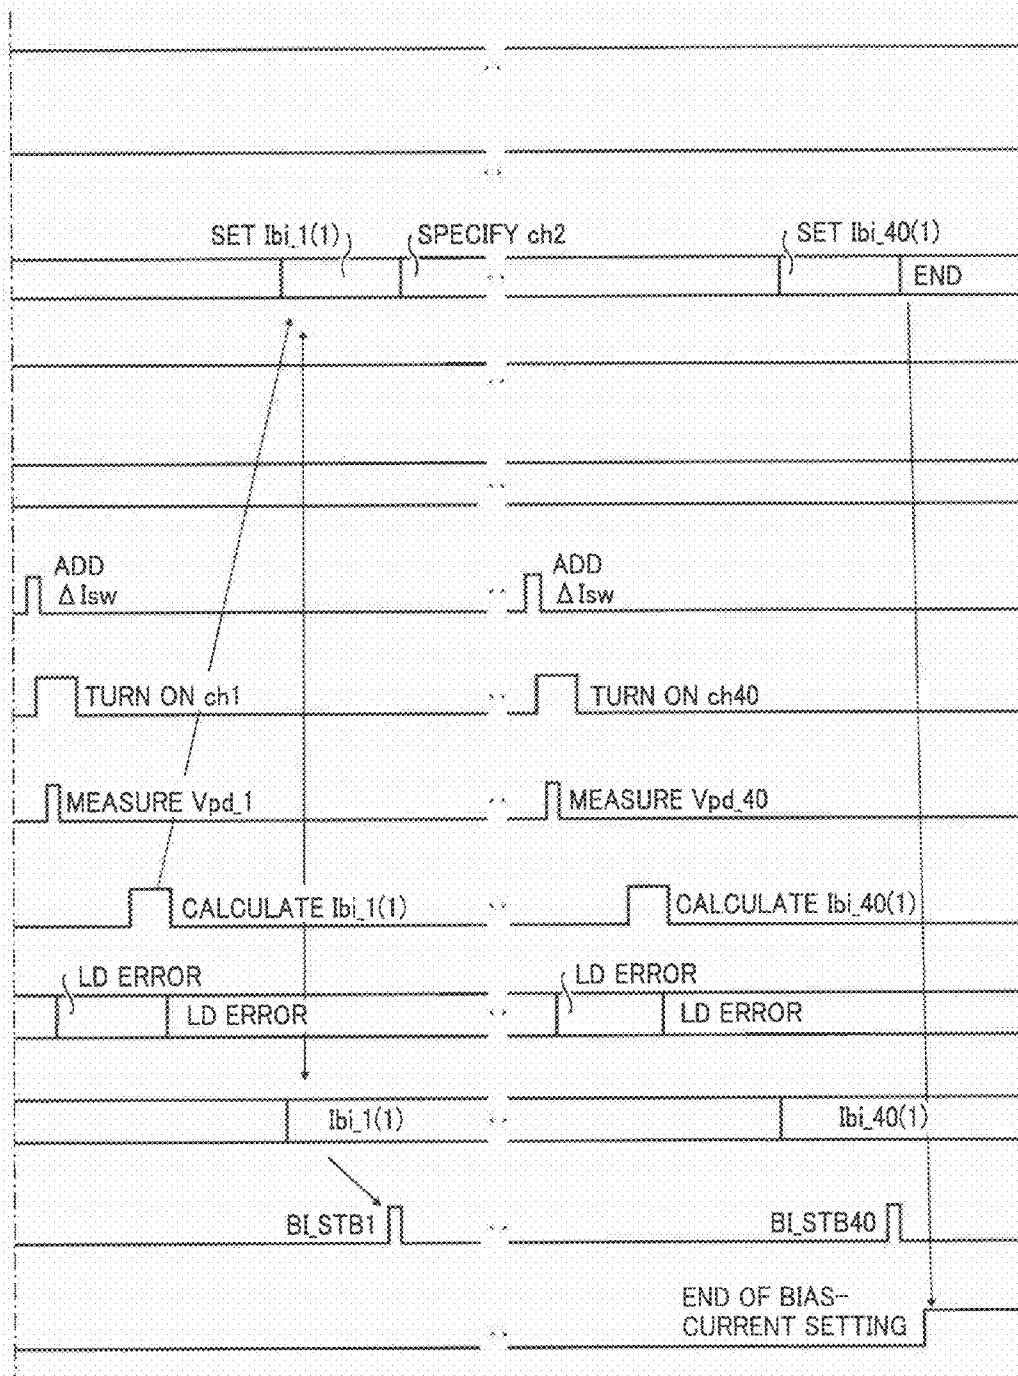 SET Ibi_1(1)
SPECIFY ch2
SET Ibi_40(1)
END
ADD
Δ Isw
ADD
Δ Isw
TURN ON ch1
TURN ON ch40
MEASURE Vpd_1
MEASURE Vpd_40
CALCULATE Ibi_1(1)
CALCULATE Ibi_40(1)
LD ERROR
LD ERROR
LD ERROR
LD ERROR
Ibi_1(1)
Ibi_40(1)
BI_STB1
BI_STB40
END OF BIAS-
CURRENT SETTING